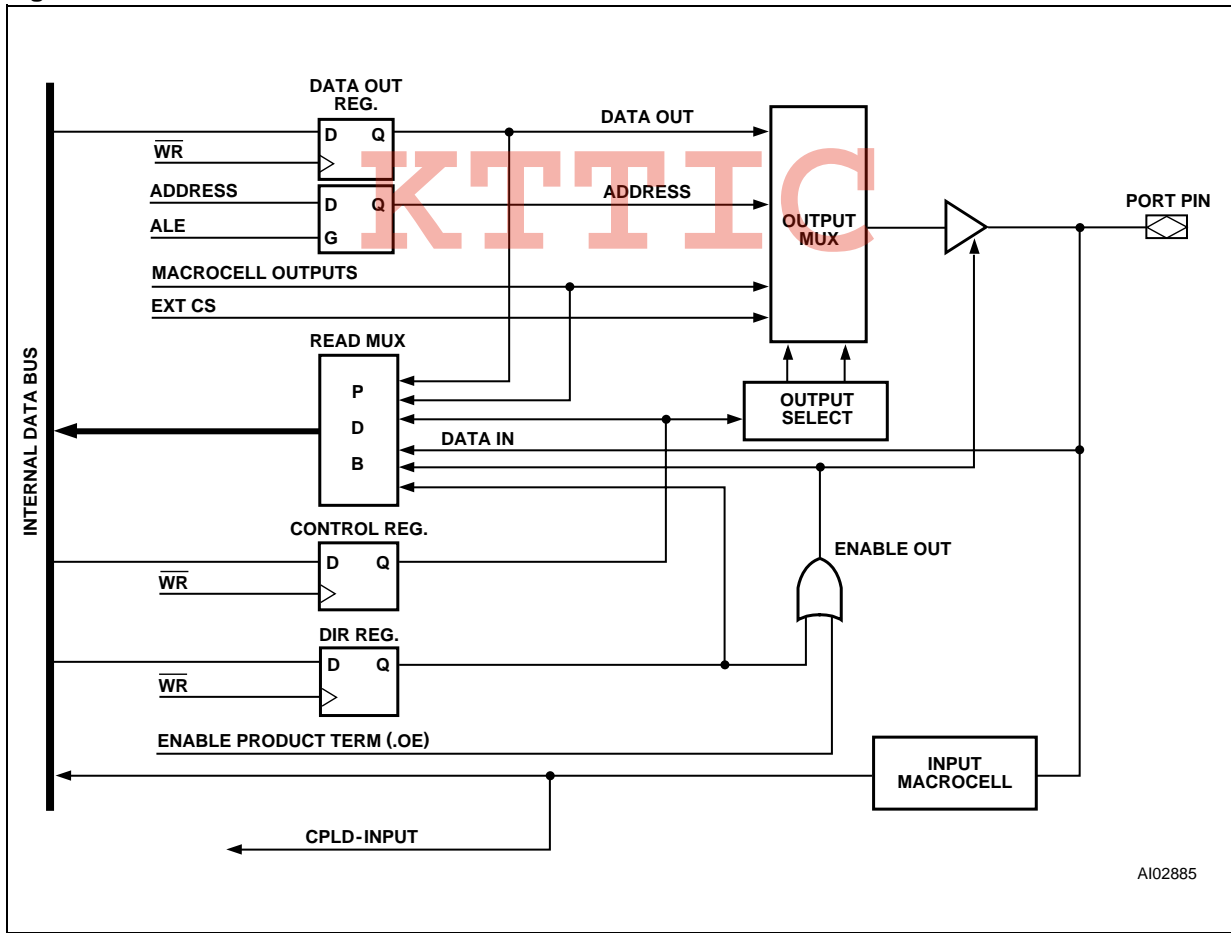 DATA OUT
REG.
D Q
WR
DATA OUT
ADDRESS
D Q
ADDRESS
ALE
G
KTTIC
OUTPUT
MUX
PORT PIN
MACROCELL OUTPUTS
EXT CS
READ MUX
P
D
B
OUTPUT
SELECT
DATA IN
INTERNAL DATA BUS
CONTROL REG.
D Q
WR
ENABLE OUT
DIR REG.
D Q
WR
ENABLE PRODUCT TERM (.OE)
INPUT
MACROCELL
CPLD-INPUT
AI02885